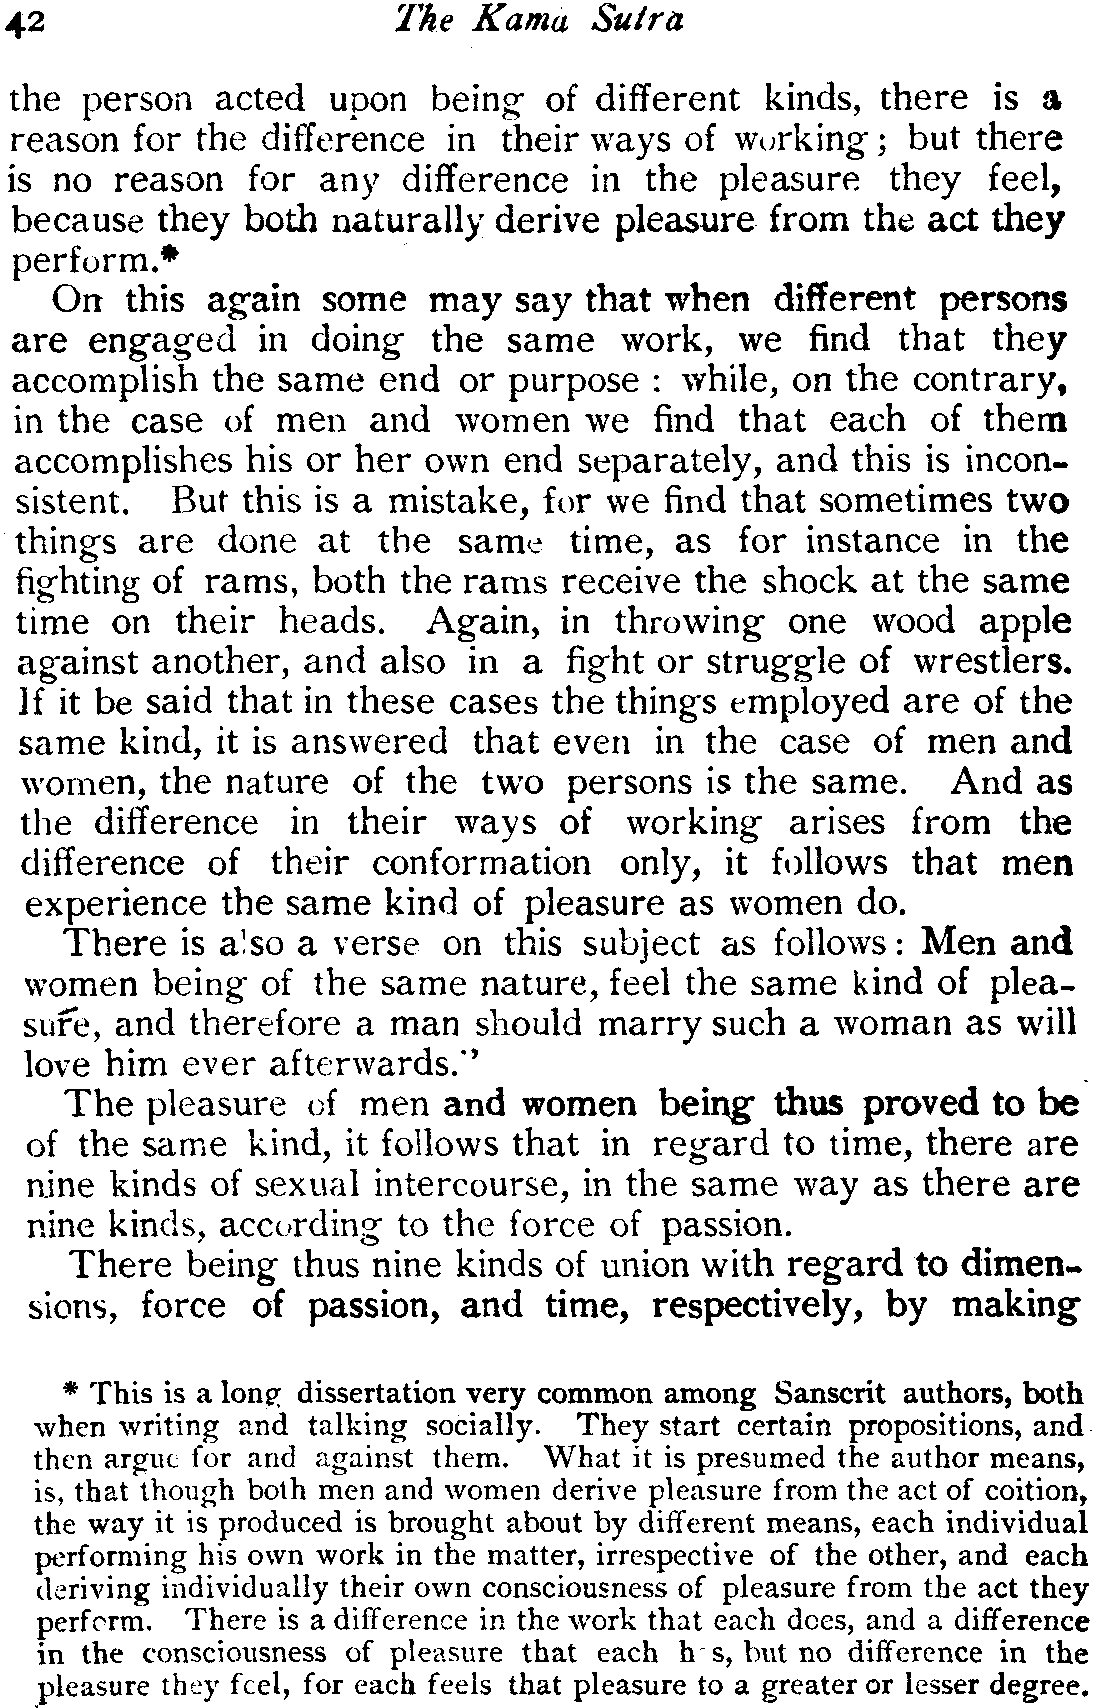 42 The Kama Sutra
the person acted upon being of different kinds, there is a
reason for the difference in their ways of working; but there
is no reason for any difference in the pleasure they feel,
because they both naturally derive pleasure from the act they
perform.*
On this again some may say that when different persons
are engaged in doing the same work, we find that they
accomplish the same end or purpose : while, on the contrary,
in the case of men and women we find that each of them
accomplishes his or her own end separately, and this is incon-
sistent. But this is a mistake, for we find that sometimes two
things are done at the same time, as for instance in the
fighting of rams, both the rams receive the shock at the same
time on their heads. Again, in throwing one wood apple
against another, and also in a fight or struggle of wrestlers.
If it be said that in these cases the things employed are of the
same kind, it is answered that even in the case of men and
women, the nature of the two persons is the same. And as
the difference in their ways of working arises from the
difference of their conformation only, it follows that men
experience the same kind of pleasure as women do.
There is also a verse on this subject as follows: Men and
women being of the same nature, feel the same kind of plea-
sure, and therefore a man should marry such a woman as will
love him ever afterwards."
The pleasure of men and women being thus proved to be
of the same kind, it follows that in regard to time, there are
nine kinds of sexual intercourse, in the same way as there are
nine kinds, according to the force of passion.
There being thus nine kinds of union with regard to dimen-
sions, force of passion, and time, respectively, by making
* This is a long dissertation very common among Sanscrit authors, both
when writing and talking socially. They start certain propositions, and
then argue for and against them. What it is presumed the author means,
is, that though both men and women derive pleasure from the act of coition,
the way it is produced is brought about by different means, each individual
performing his own work in the matter, irrespective of the other, and each
deriving individually their own consciousness of pleasure from the act they
perform. There is a difference in the work that each does, and a difference
in the consciousness of pleasure that each has, but no difference in the
pleasure they feel, for each feels that pleasure to a greater or lesser degree.